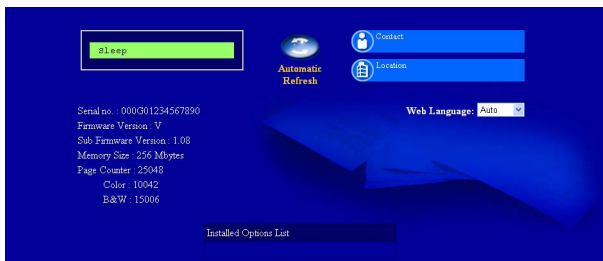 Sleep
Automatic
Refresh
Contact
Location
Serial no. : 000G01234567890
Firmware Version : V
Sub Firmware Version : 1.08
Memory Size : 256 Mbytes
Page Counter : 25048
Color : 10042
B&W : 15006
Web Language: Auto
Installed Options List